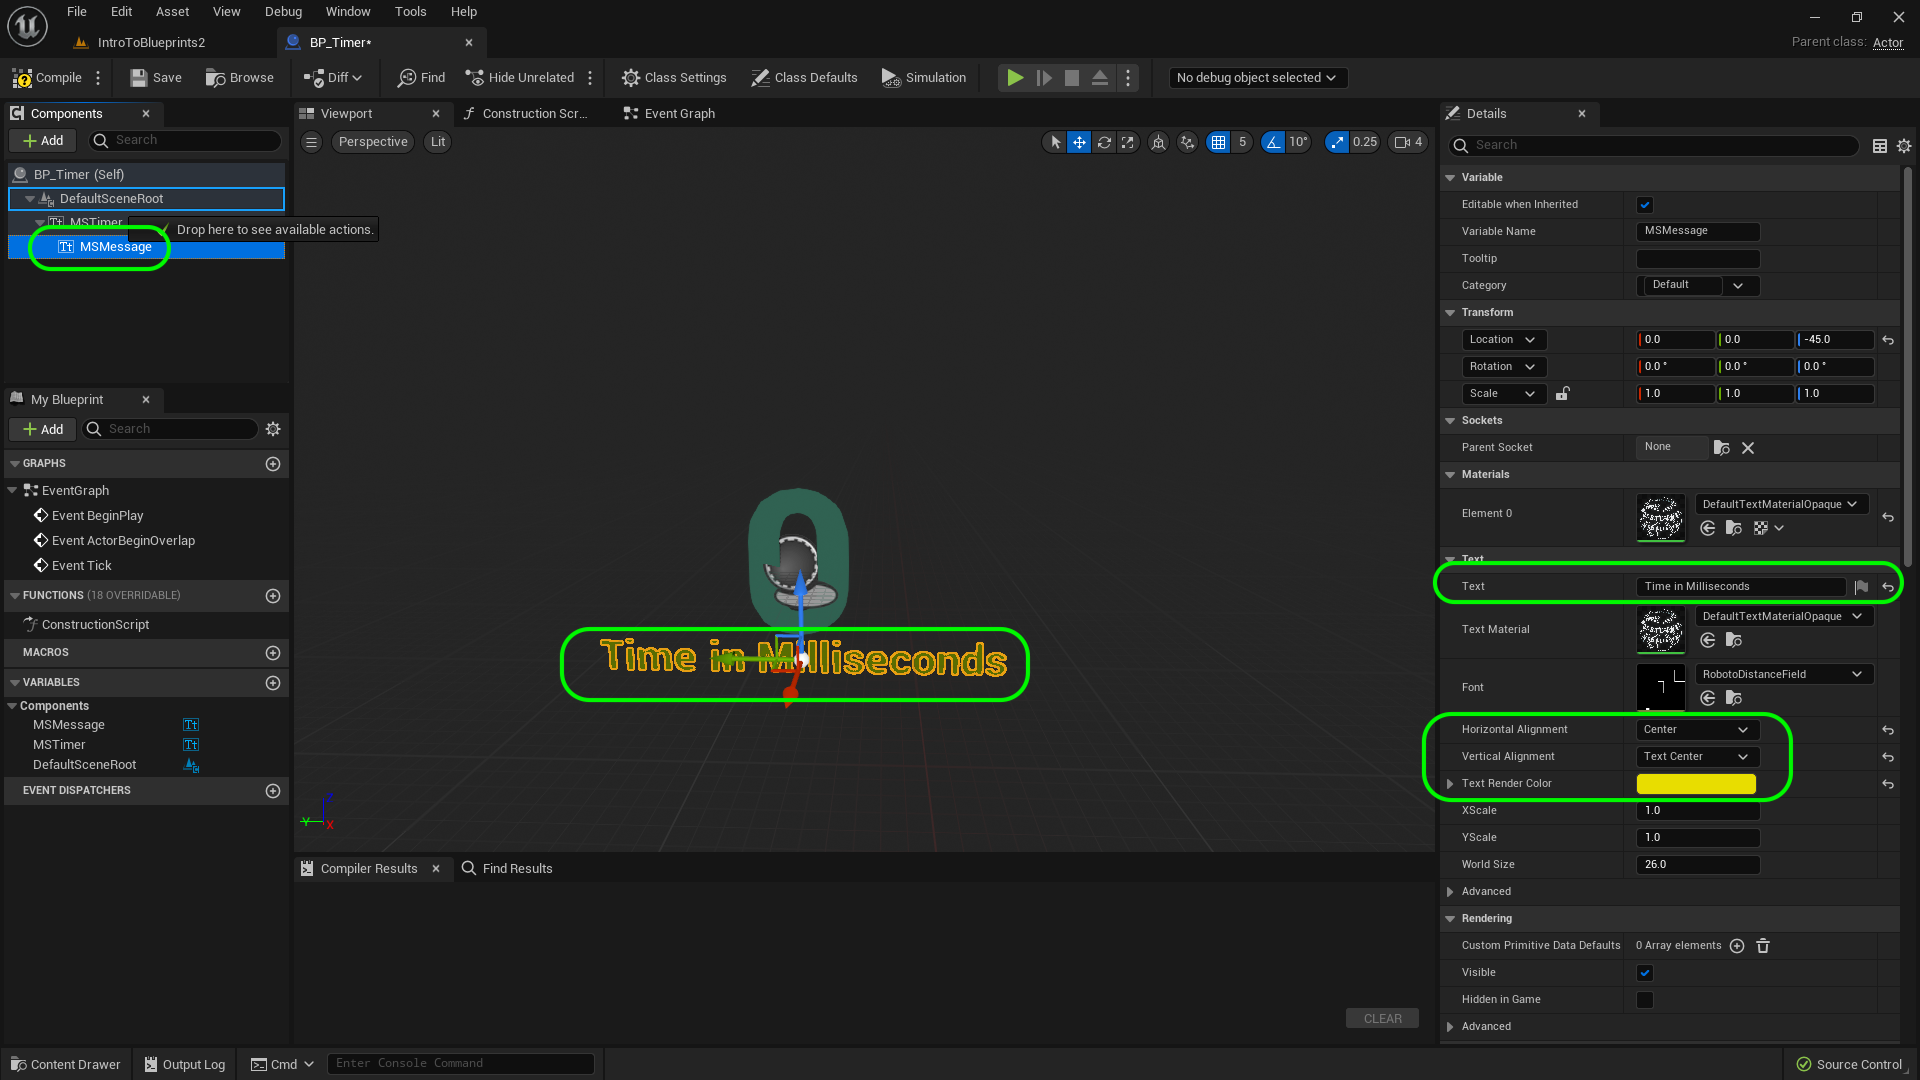 File Edit Asset View Debug Window Tools Help
IntroToBlueprints2
BP_Timer*
Parent class: Actor
Compile
Save
Browse
Diff
Find
Hide Unrelated
Class Settings
Class Defaults
Simulation
No debug object selected
Components
Add
Search
BP_Timer (Self)
DefaultSceneRoot
MSTimer
Drop here to see available actions.
MSMessage
My Blueprint
Add
Search
GRAPHS
EventGraph
Event BeginPlay
Event ActorBeginOverlap
Event Tick
FUNCTIONS (18 OVERRIDABLE)
ConstructionScript
MACROS
VARIABLES
Components
MSMessage
MSTimer
DefaultSceneRoot
EVENT DISPATCHERS
Viewport
Construction Scr...
Event Graph
Perspective
Lit
5
10°
0.25
4
0
Time in Milliseconds
Z
Y
X
Compiler Results
Find Results
CLEAR
Details
Search
Variable
Editable when Inherited
Variable Name MSMessage
Tooltip
Category Default
Transform
Location 0.0 0.0 -45.0
Rotation 0.0 ° 0.0 ° 0.0 °
Scale 1.0 1.0 1.0
Sockets
Parent Socket None
Materials
Element 0 DefaultTextMaterialOpaque
Text
Text Time in Milliseconds
Text Material DefaultTextMaterialOpaque
Font RobotoDistanceField
Horizontal Alignment Center
Vertical Alignment Text Center
Text Render Color
XScale 1.0
YScale 1.0
World Size 26.0
Advanced
Rendering
Custom Primitive Data Defaults 0 Array elements
Visible
Hidden in Game
Advanced
Content Drawer
Output Log
Cmd
Enter Console Command
Source Control